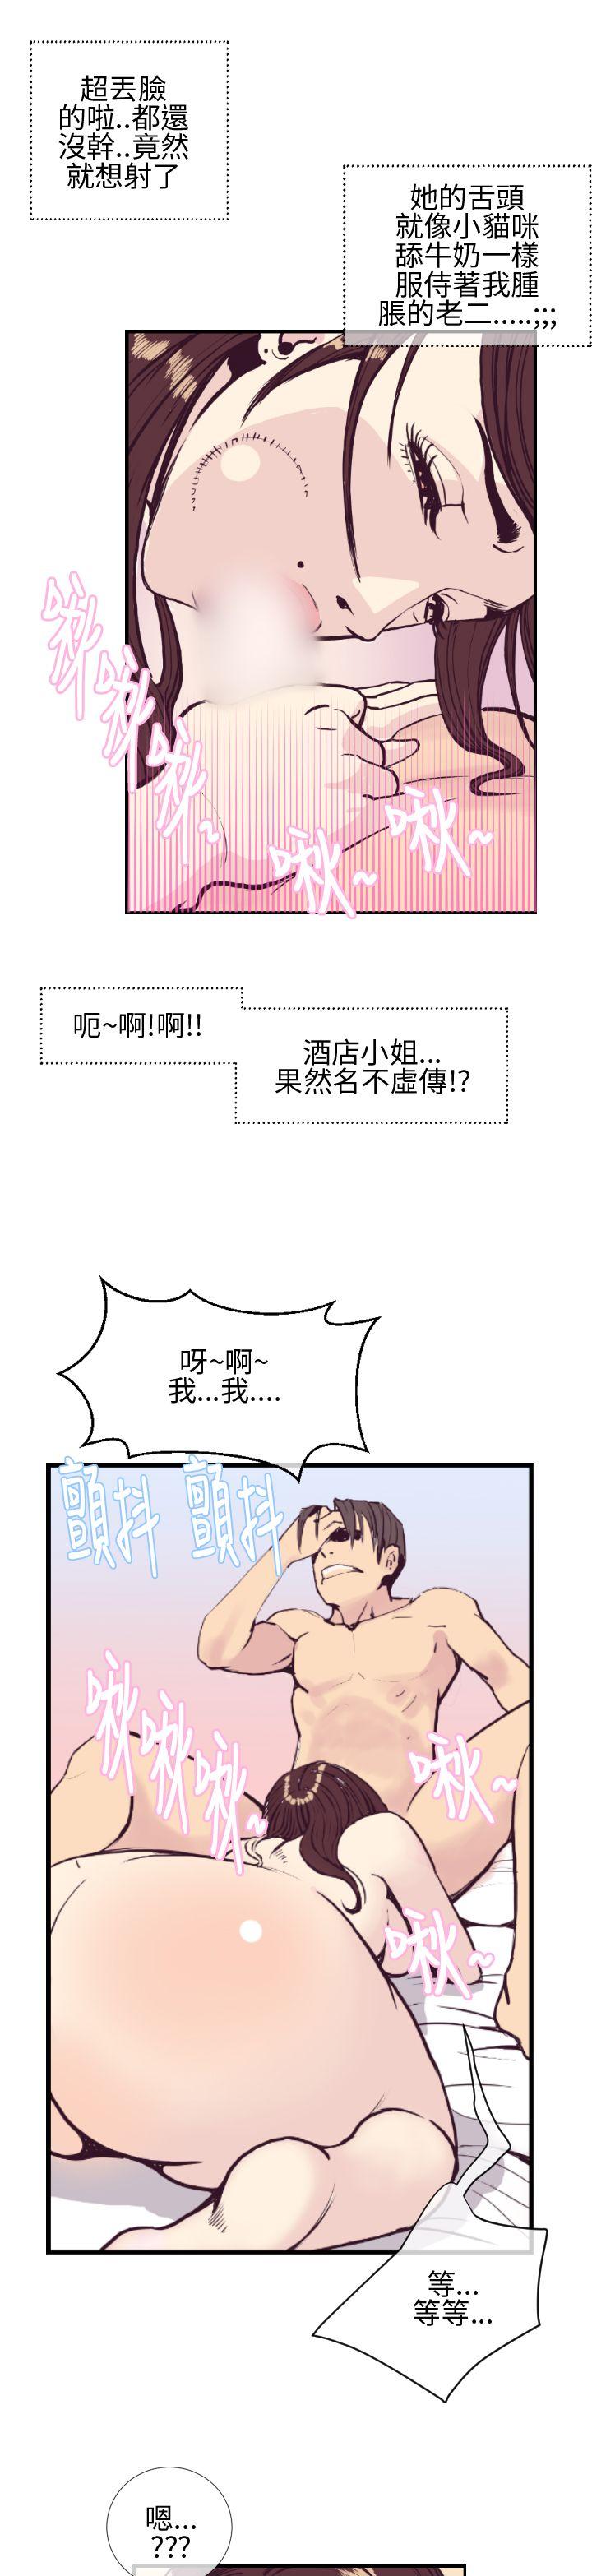 超丟臉
的啦..都還
沒幹..竟然
就想射了
她的舌頭
就像小貓咪
舔牛奶一樣
服侍著我腫
脹的老二.....;;;
啾
啾
啾~
啾~
啾~
呃~啊!啊!!
酒店小姐...
果然名不虛傳!?
呀~啊~
我...我....
顫抖 顫抖
啾
啾
啾~
啾~
啾~
等...
等等...
嗯...
???